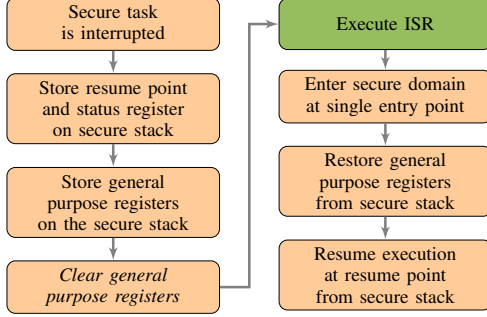 Secure task
is interrupted
Store resume point
and status register
on secure stack
Store general
purpose registers
on the secure stack
Clear general
purpose registers
Execute ISR
Enter secure domain
at single entry point
Restore general
purpose registers
from secure stack
Resume execution
at resume point
from secure stack